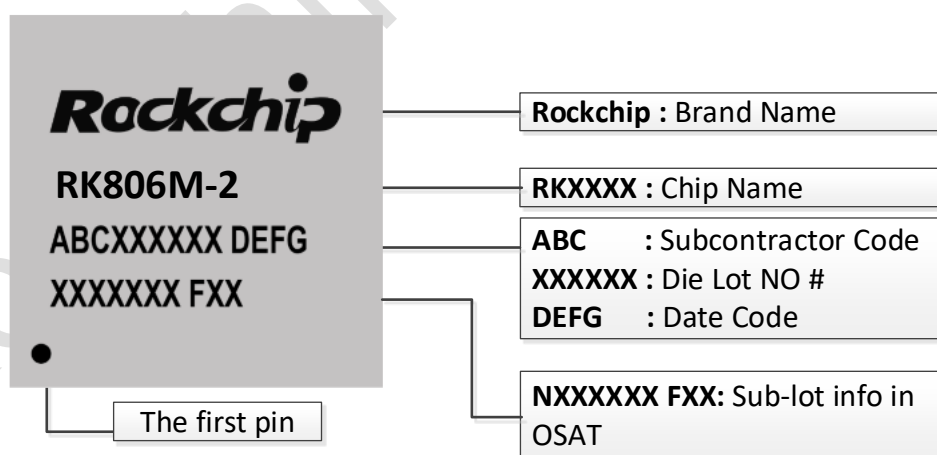 Rockchip
RK806M-2
ABCXXXXXX DEFG
XXXXXXX FXX
The first pin
Rockchip : Brand Name
RKXXXX : Chip Name
ABC : Subcontractor Code
XXXXXX : Die Lot NO #
DEFG : Date Code
NXXXXXX FXX: Sub-lot info in
OSAT